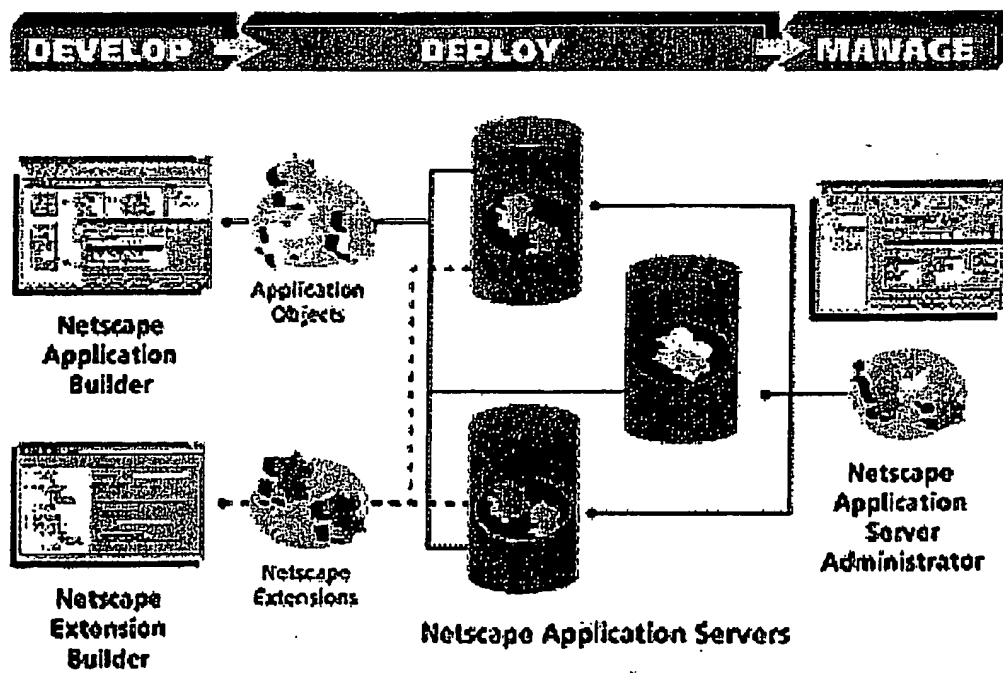 DEVELOP
DEPLOY
MANAGE
Netscape
Application
Builder
Application
Objects
Netscape
Extension
Builder
Netscape
Extensions
Netscape Application Servers
Netscape
Application
Server
Administrator